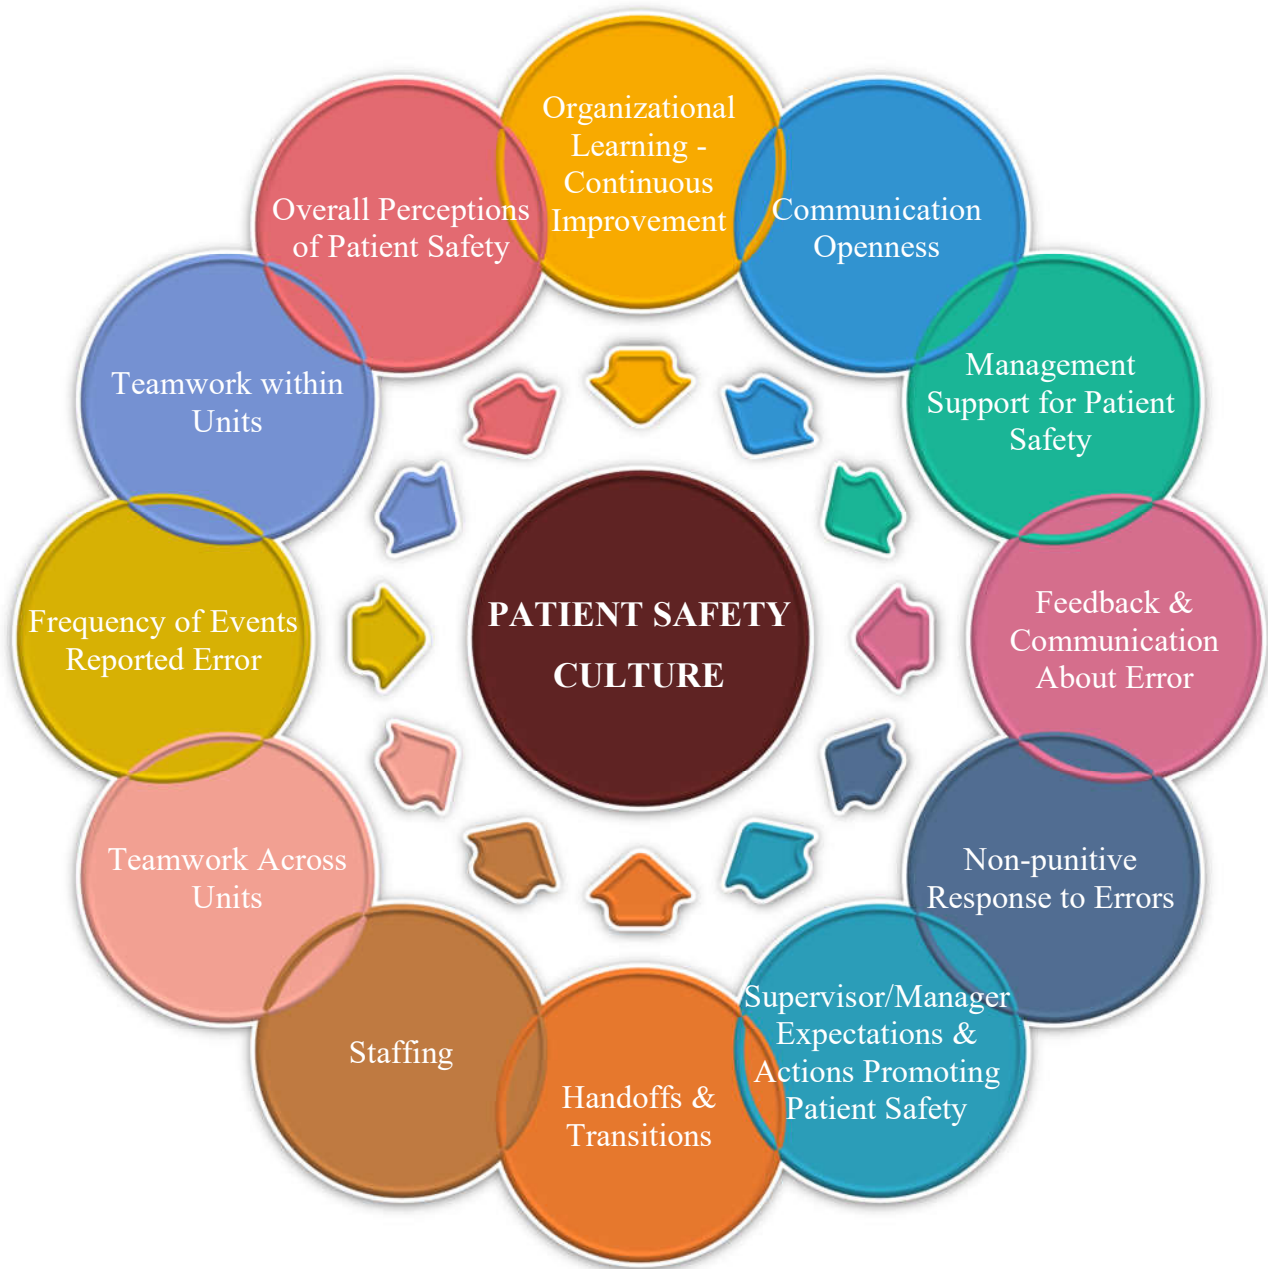 Organizational
Learning -
Continuous
Improvement
Communication
Openness
Management
Support for Patient
Safety
Feedback &
Communication
About Error
Non-punitive
Response to Errors
Supervisor/Manager
Expectations &
Actions Promoting
Patient Safety
Handoffs &
Transitions
Staffing
Teamwork Across
Units
Frequency of Events
Reported Error
Teamwork within
Units
Overall Perceptions
of Patient Safety
PATIENT SAFETY
CULTURE